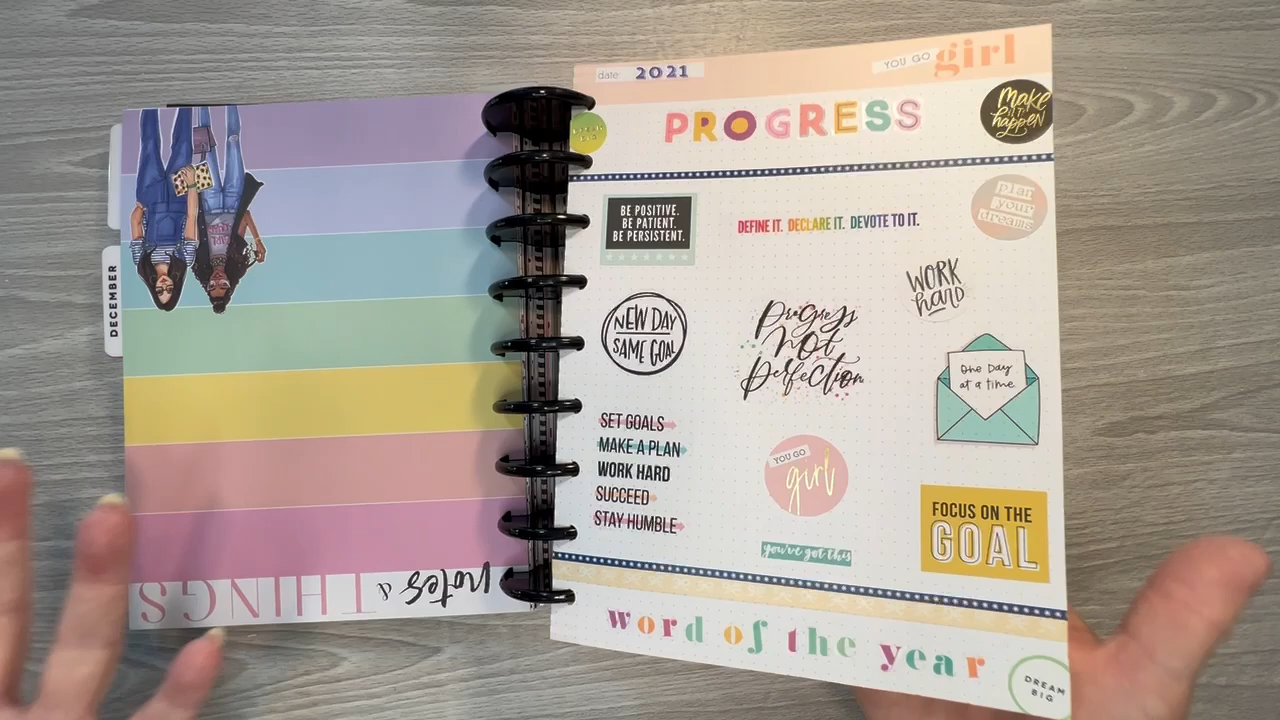 DECEMBER
notes &
THINGS
date 2021
YOU GO girl
PROGRESS
Make
it
happen
BE POSITIVE.
BE PATIENT.
BE PERSISTENT.
DEFINE IT. DECLARE IT. DEVOTE TO IT.
plan
your
dreams
WORK
hard
NEW DAY
SAME GOAL
Progress
not
perfection
one day
at a time.
SET GOALS
MAKE A PLAN
WORK HARD
SUCCEED
STAY HUMBLE
YOU GO
girl
FOCUS ON THE
GOAL
you've got this
word of the year
DREAM
BIG